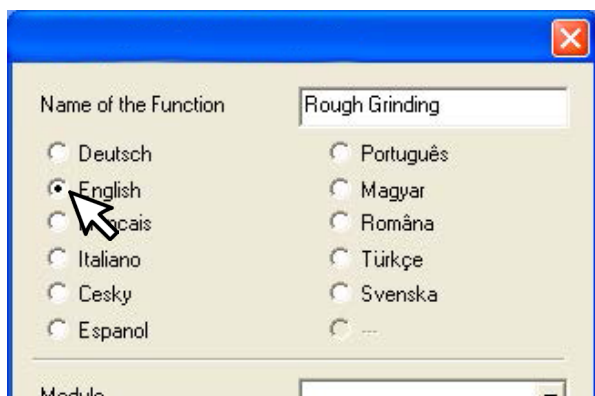 Name of the Function Rough Grinding
Deutsch Português
English Magyar
Româna
Italiano Türkçe
Cesky Svenska
Espanol ---